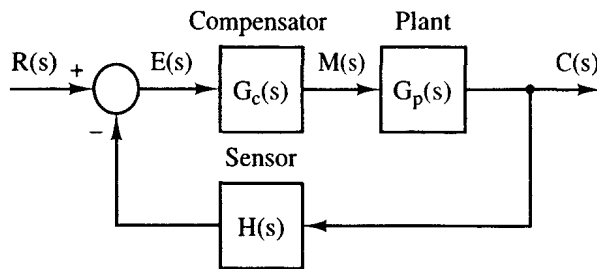 Compensator
Plant
R(s)
+
E(s)
G_c(s)
M(s)
G_p(s)
C(s)
−
Sensor
H(s)